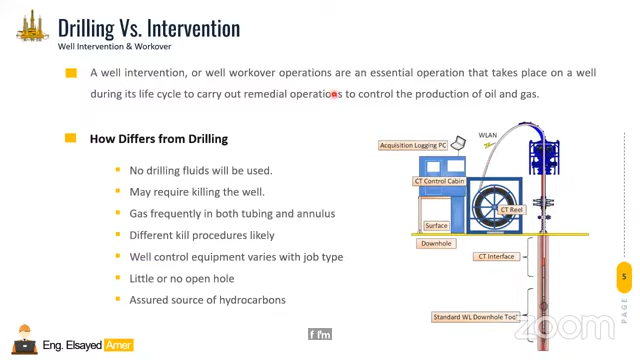 Drilling Vs. Intervention
Well Intervention & Workover
A well intervention, or well workover operations are an essential operation that takes place on a well
during its life cycle to carry out remedial operations to control the production of oil and gas.
How Differs from Drilling
No drilling fluids will be used.
May require killing the well.
Gas frequently in both tubing and annulus
Different kill procedures likely
Well control equipment varies with job type
Little or no open hole
Assured source of hydrocarbons
WLAN
Acquisition Logging PC
CT Control Cabin
CT Reel
Surface
Downhole
CT Interface
Standard WL Downhole Tool
5
PAGE
zoom
f I'm
Eng. Elsayed Amer